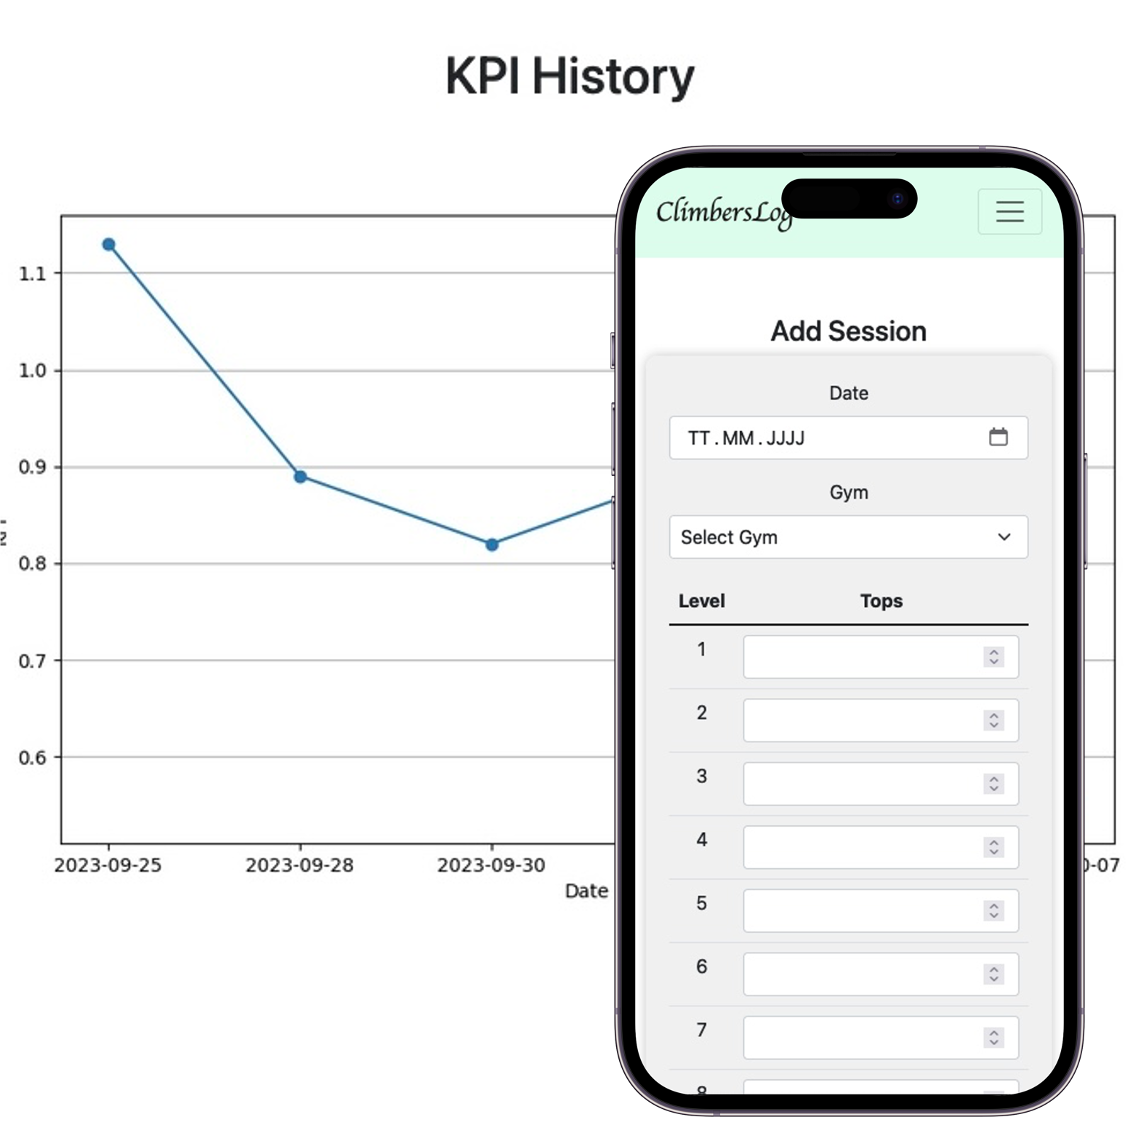 KPI History
1.1
1.0
0.9
0.8
0.7
0.6
2023-09-25 2023-09-28 2023-09-30
Date
0-07
ClimbersLog
Add Session
Date
TT.MM.JJJJ
Gym
Select Gym
Level Tops
1
2
3
4
5
6
7
8